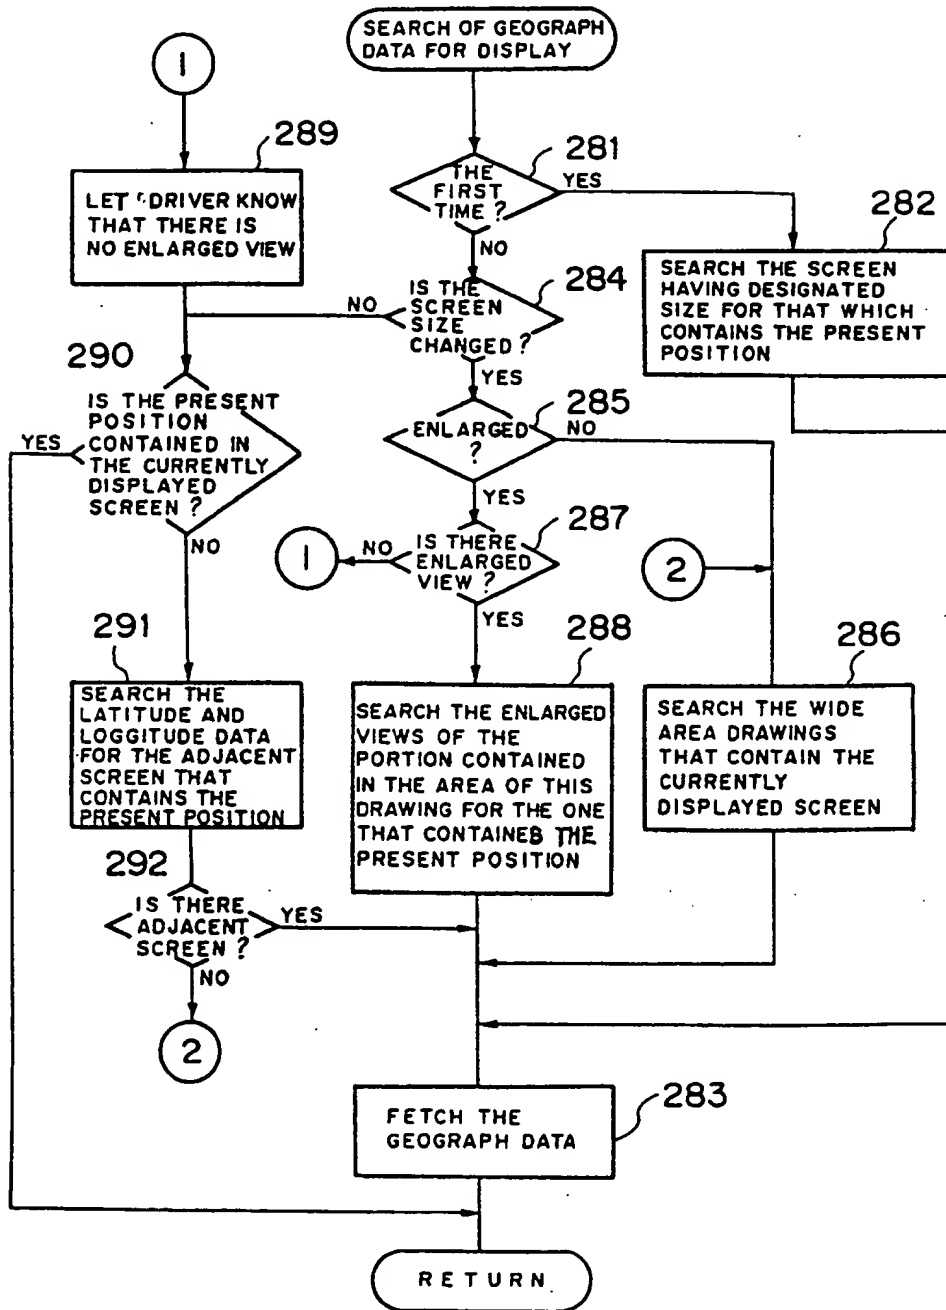 SEARCH OF GEOGRAPH
DATA FOR DISPLAY
1
289
LET DRIVER KNOW
THAT THERE IS
NO ENLARGED VIEW
281
THE
FIRST
TIME ?
YES
NO
282
SEARCH THE SCREEN
HAVING DESIGNATED
SIZE FOR THAT WHICH
CONTAINS THE PRESENT
POSITION
284
IS THE
SCREEN
SIZE
CHANGED ?
NO
YES
290
IS THE PRESENT
POSITION
CONTAINED IN
THE CURRENTLY
DISPLAYED
SCREEN ?
YES
NO
285
ENLARGED
?
NO
YES
287
IS THERE
ENLARGED
VIEW ?
NO
1
YES
2
291
SEARCH THE
LATITUDE AND
LOGGITUDE DATA
FOR THE ADJACENT
SCREEN THAT
CONTAINS THE
PRESENT POSITION
288
SEARCH THE ENLARGED
VIEWS OF THE
PORTION CONTAINED
IN THE AREA OF THIS
DRAWING FOR THE ONE
THAT CONTAINEB THE
PRESENT POSITION
286
SEARCH THE WIDE
AREA DRAWINGS
THAT CONTAIN THE
CURRENTLY
DISPLAYED SCREEN
292
IS THERE
ADJACENT
SCREEN ?
YES
NO
2
283
FETCH THE
GEOGRAPH DATA
RETURN